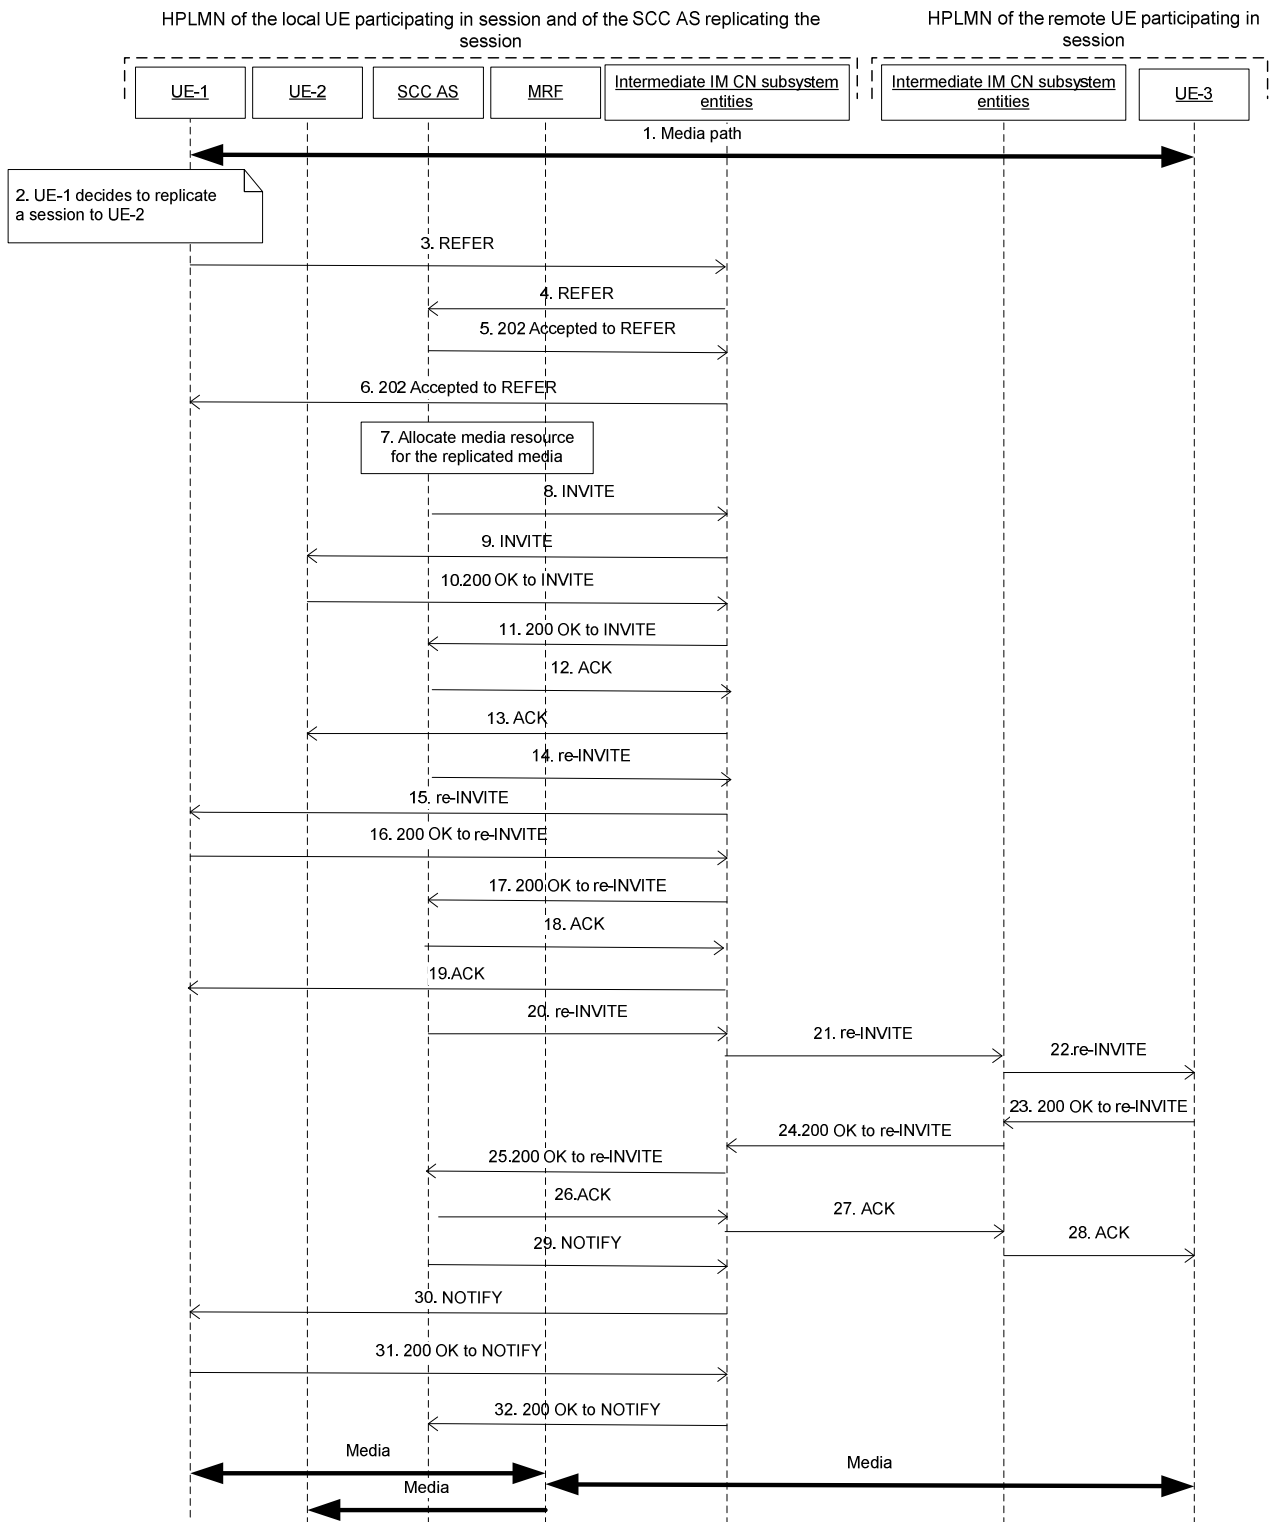 HPLMN of the local UE participating in session and of the SCC AS replicating the
session
HPLMN of the remote UE participating in
session
UE-1
UE-2
SCC AS
MRF
Intermediate IM CN subsystem
entities
Intermediate IM CN subsystem
entities
UE-3
1. Media path
2. UE-1 decides to replicate
a session to UE-2
3. REFER
4. REFER
5. 202 Accepted to REFER
6. 202 Accepted to REFER
7. Allocate media resource
for the replicated media
8. INVITE
9. INVITE
10.200 OK to INVITE
11. 200 OK to INVITE
12. ACK
13. ACK
14. re-INVITE
15. re-INVITE
16. 200 OK to re-INVITE
17. 200 OK to re-INVITE
18. ACK
19.ACK
20. re-INVITE
21. re-INVITE
22.re-INVITE
23. 200 OK to re-INVITE
24.200 OK to re-INVITE
25.200 OK to re-INVITE
26.ACK
27. ACK
28. ACK
29. NOTIFY
30. NOTIFY
31. 200 OK to NOTIFY
32. 200 OK to NOTIFY
Media
Media
Media